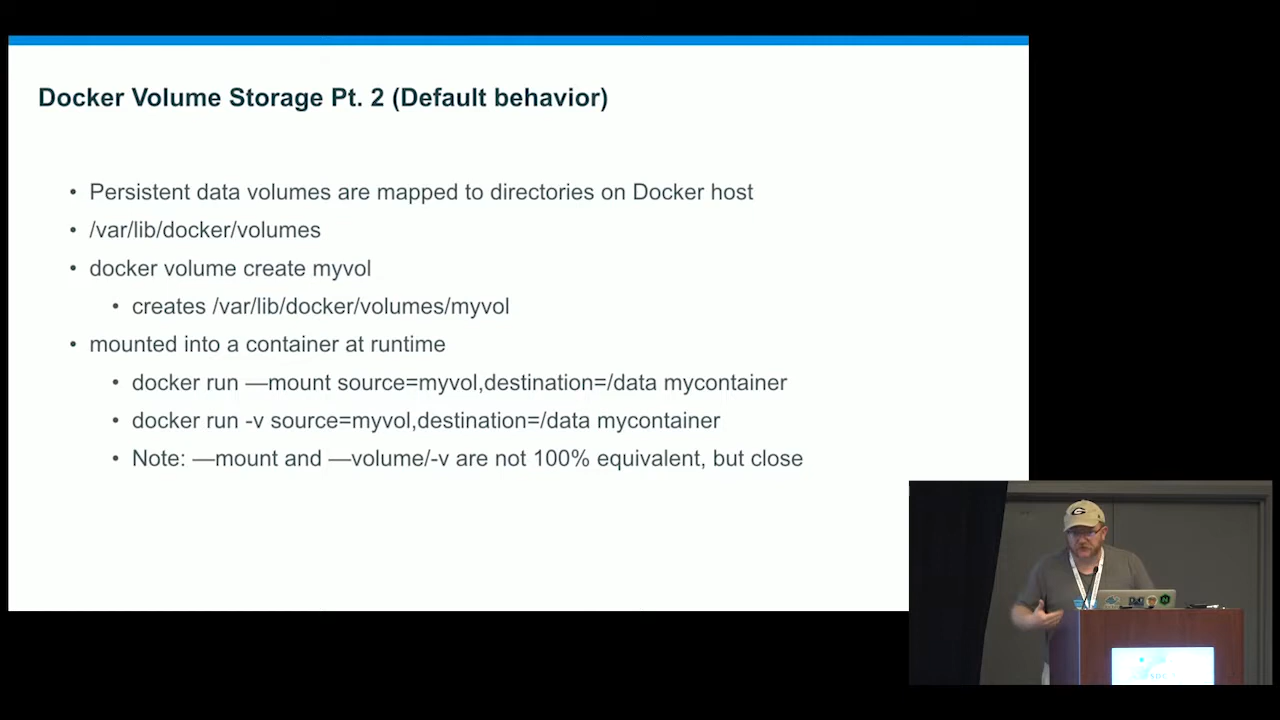 Docker Volume Storage Pt. 2 (Default behavior)
• Persistent data volumes are mapped to directories on Docker host
• /var/lib/docker/volumes
• docker volume create myvol
• creates /var/lib/docker/volumes/myvol
• mounted into a container at runtime
• docker run —mount source=myvol,destination=/data mycontainer
• docker run -v source=myvol,destination=/data mycontainer
• Note: —mount and —volume/-v are not 100% equivalent, but close